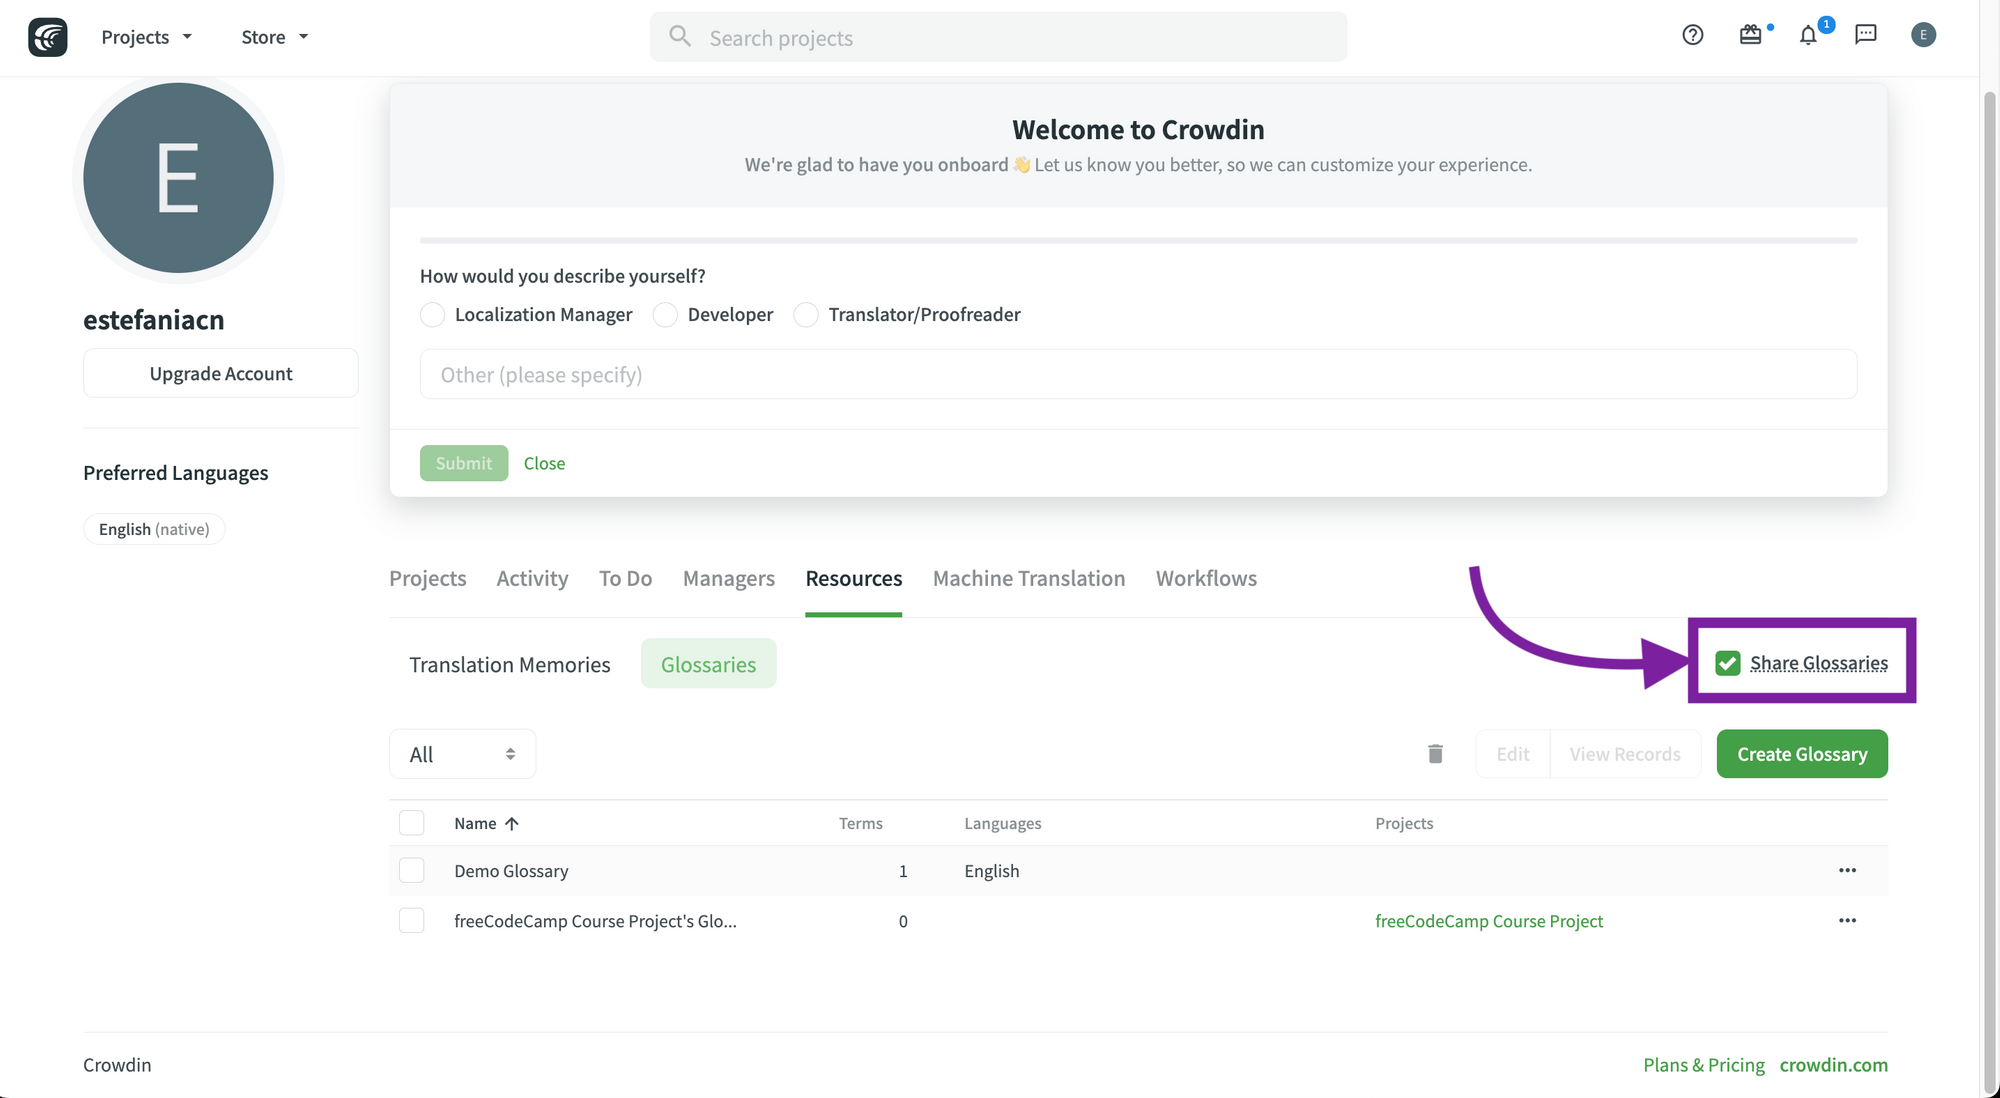 Projects
Store
Search projects
1
E
E
estefaniacn
Upgrade Account
Preferred Languages
English (native)
Welcome to Crowdin
We're glad to have you onboard 👋 Let us know you better, so we can customize your experience.
How would you describe yourself?
Localization Manager
Developer
Translator/Proofreader
Other (please specify)
Submit
Close
Projects
Activity
To Do
Managers
Resources
Machine Translation
Workflows
Translation Memories
Glossaries
Share Glossaries
All
Edit
View Records
Create Glossary
Name
Terms
Languages
Projects
Demo Glossary
1
English
freeCodeCamp Course Project's Glo...
0
freeCodeCamp Course Project
Crowdin
Plans & Pricing
crowdin.com